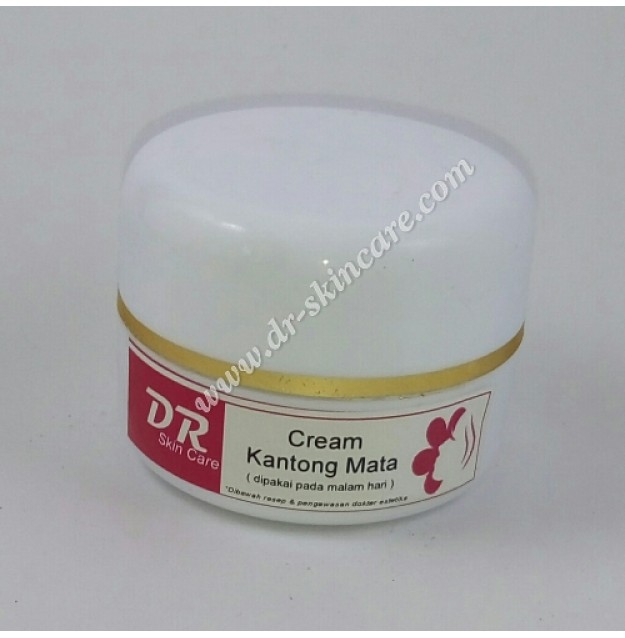 www.dr-skincare.com
DR
Skin Care
Cream
Kantong Mata
( dipakai pada malam hari )
*Dibawah resep & pengawasan dokter estetika